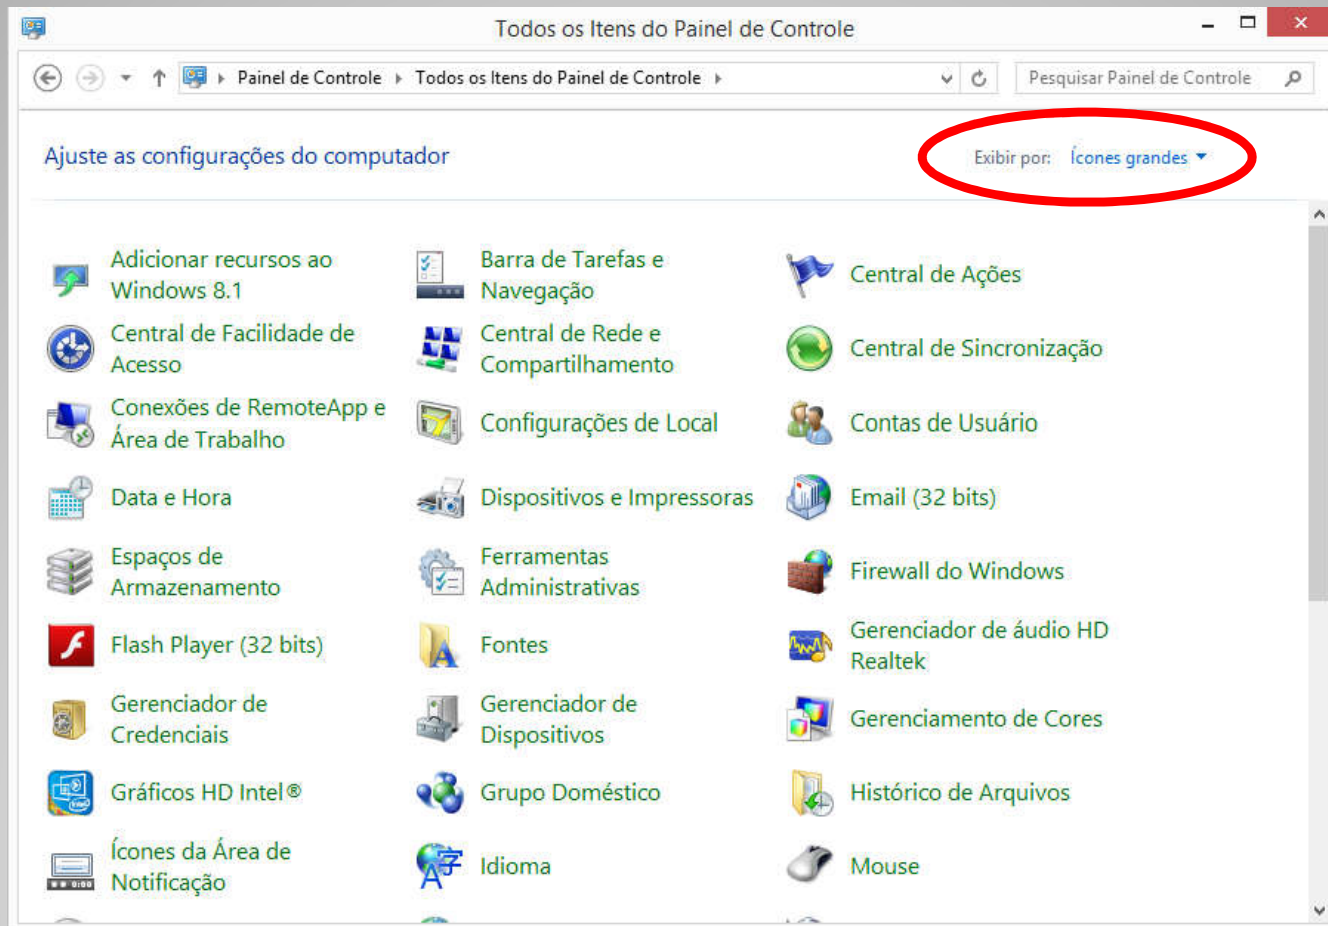 Todos os Itens do Painel de Controle
Painel de Controle Todos os Itens do Painel de Controle
Pesquisar Painel de Controle
Ajuste as configurações do computador
Exibir por: Ícones grandes
Adicionar recursos ao
Windows 8.1
Barra de Tarefas e
Navegação
Central de Ações
Central de Facilidade de
Acesso
Central de Rede e
Compartilhamento
Central de Sincronização
Conexões de RemoteApp e
Área de Trabalho
Configurações de Local
Contas de Usuário
Data e Hora
Dispositivos e Impressoras
Email (32 bits)
Espaços de
Armazenamento
Ferramentas
Administrativas
Firewall do Windows
Flash Player (32 bits)
Fontes
Gerenciador de áudio HD
Realtek
Gerenciador de
Credenciais
Gerenciador de
Dispositivos
Gerenciamento de Cores
Gráficos HD Intel®
Grupo Doméstico
Histórico de Arquivos
Ícones da Área de
Notificação
Idioma
Mouse